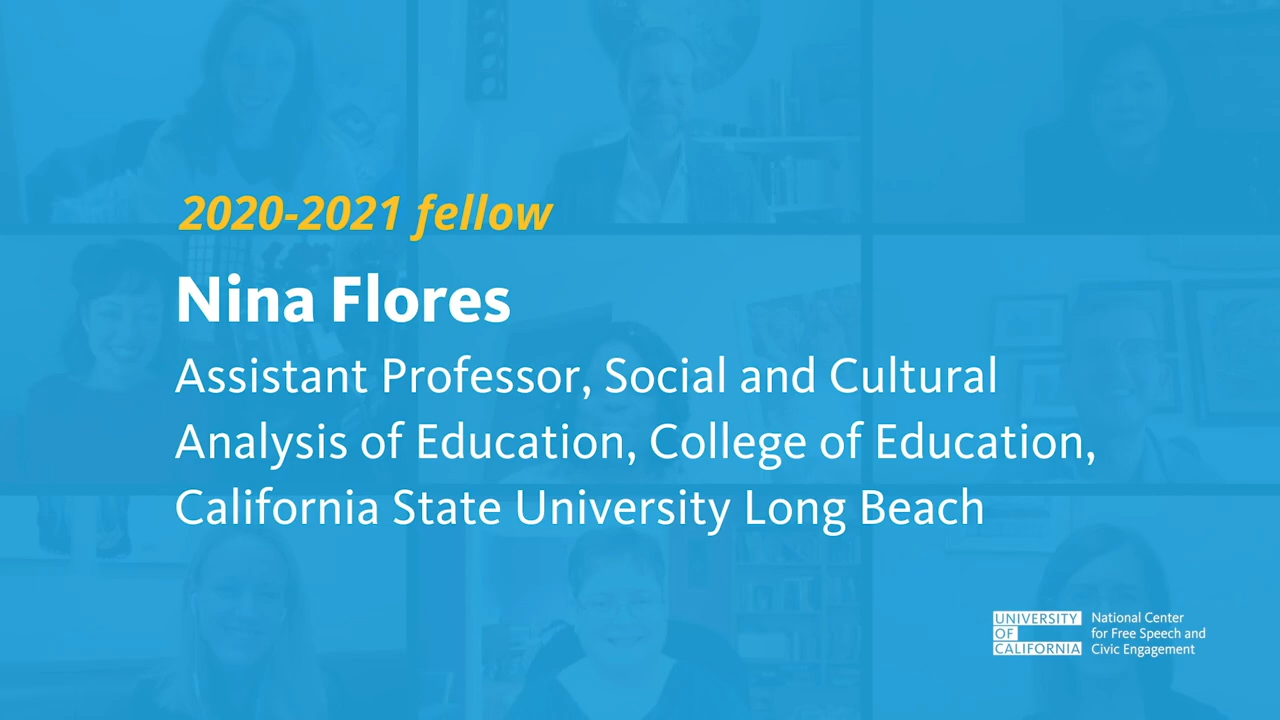 2020-2021 fellow
Nina Flores
Assistant Professor, Social and Cultural
Analysis of Education, College of Education,
California State University Long Beach
UNIVERSITY
OF
CALIFORNIA
National Center
for Free Speech and
Civic Engagement